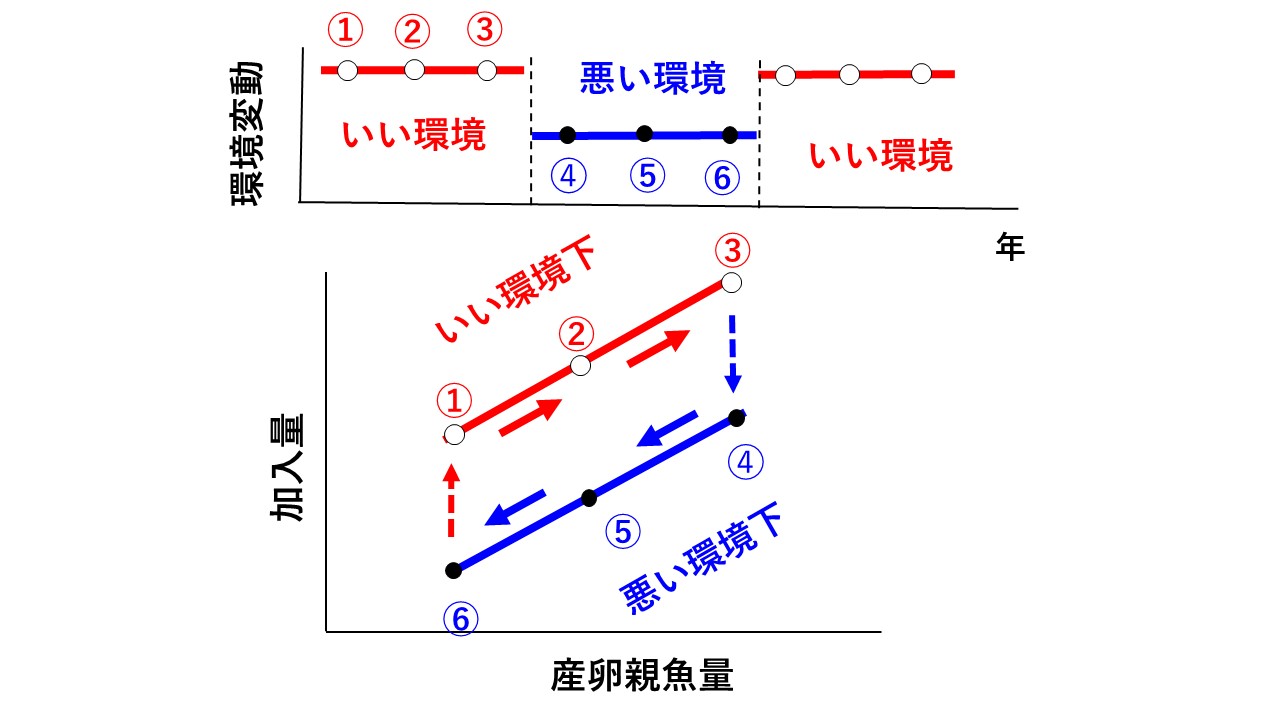 ① ② ③
環境変動
いい環境
悪い環境
④ ⑤ ⑥
いい環境
年
いい環境下
③
②
①
加入量
④
⑤
悪い環境下
⑥
産卵親魚量